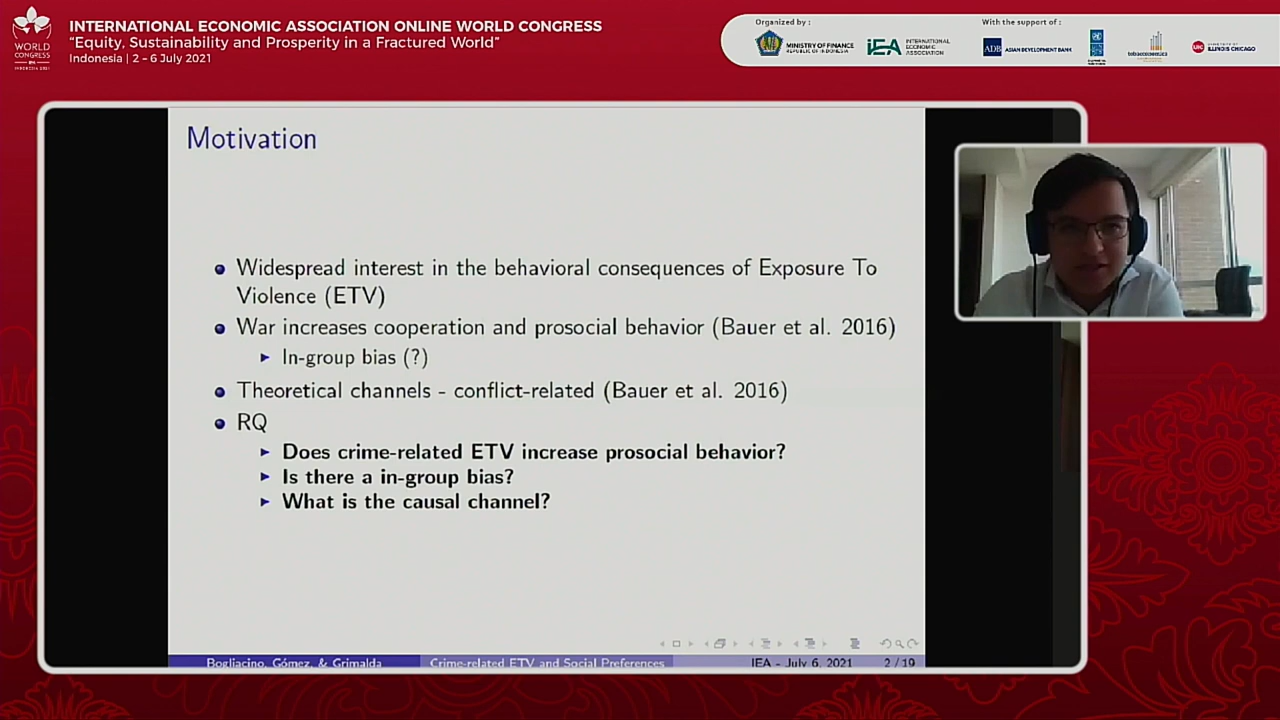 WORLD
CONGRESS
INTERNATIONAL ECONOMIC ASSOCIATION ONLINE WORLD CONGRESS
“Equity, Sustainability and Prosperity in a Fractured World”
Indonesia | 2 - 6 July 2021
Organized by :
MINISTRY OF FINANCE
REPUBLIC OF INDONESIA
iEA
INTERNATIONAL
ECONOMIC
ASSOCIATION
With the support of :
ADB
ASIAN DEVELOPMENT BANK
UIC
ILLINOIS CHICAGO
Motivation
Widespread interest in the behavioral consequences of Exposure To
Violence (ETV)
War increases cooperation and prosocial behavior (Bauer et al. 2016)
In-group bias (?)
Theoretical channels - conflict-related (Bauer et al. 2016)
RQ
Does crime-related ETV increase prosocial behavior?
Is there a in-group bias?
What is the causal channel?
Bogliacino, Gómez, & Grimalda
Crime-related ETV and Social Preferences
IEA - July 6, 2021
2 / 19